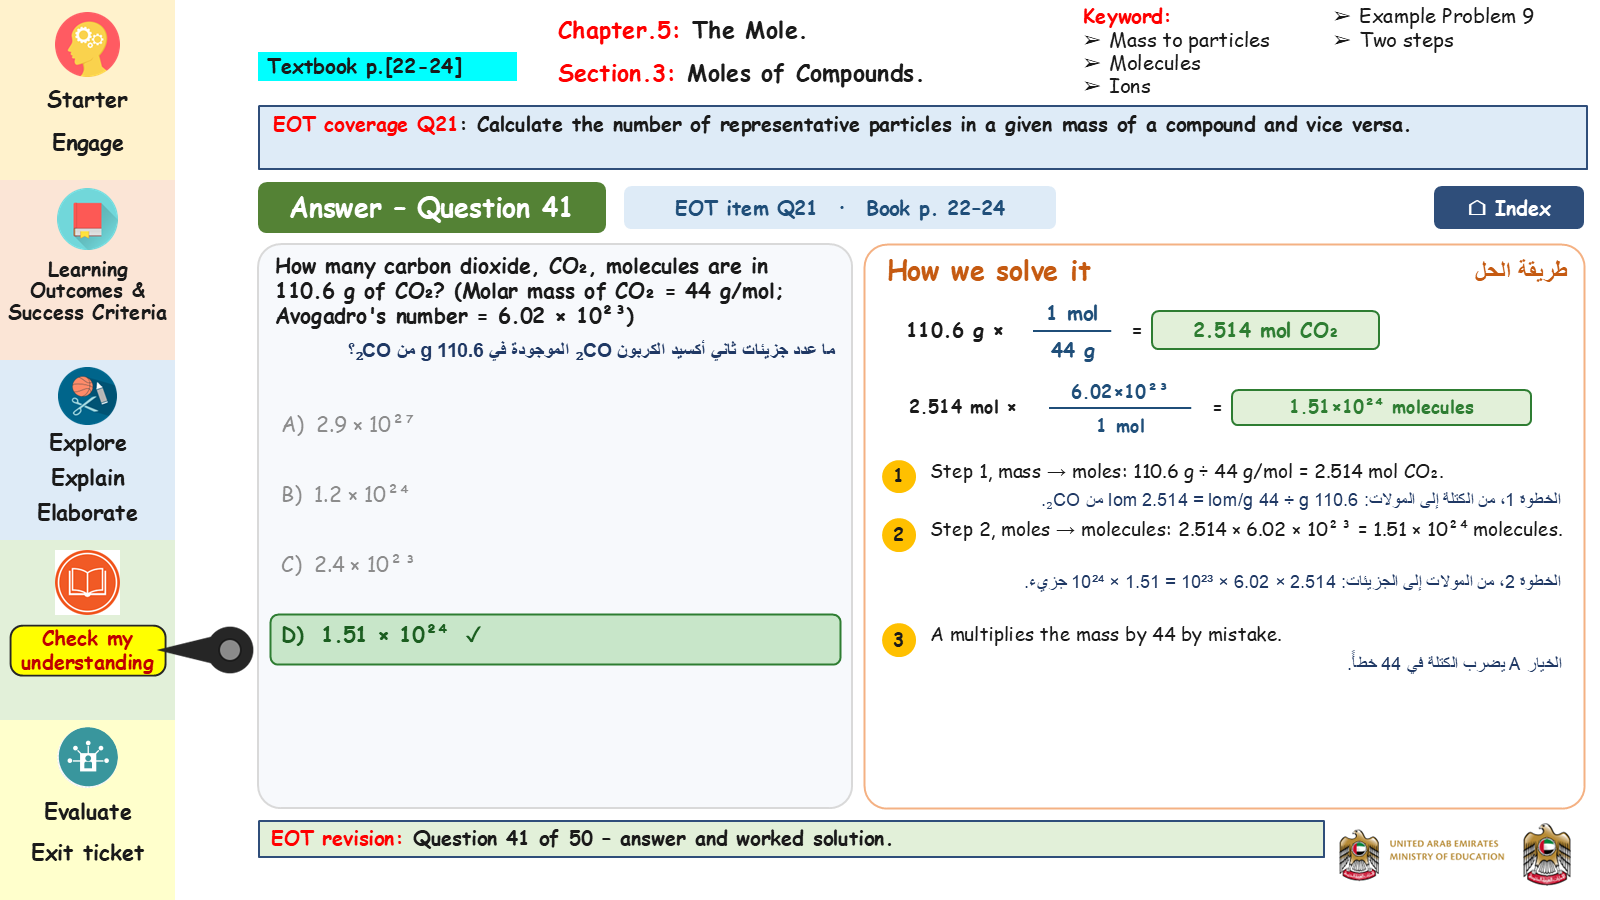 Starter
Engage
Learning
Outcomes &
Success Criteria
Explore
Explain
Elaborate
Check my
understanding
Evaluate
Exit ticket
Textbook p.[22-24]
Chapter.5: The Mole.
Section.3: Moles of Compounds.
Keyword:
➢ Mass to particles
➢ Molecules
➢ Ions
➢ Example Problem 9
➢ Two steps
EOT coverage Q21: Calculate the number of representative particles in a given mass of a compound and vice versa.
Answer – Question 41
EOT item Q21 · Book p. 22–24
Index
How many carbon dioxide, CO₂, molecules are in
110.6 g of CO₂? (Molar mass of CO₂ = 44 g/mol;
Avogadro's number = 6.02 × 10²³)
ما عدد جزيئات ثاني أكسيد الكربون ₂CO الموجودة في 110.6 g من ₂CO؟
A) 2.9 × 10²⁷
B) 1.2 × 10²⁴
C) 2.4 × 10²³
D) 1.51 × 10²⁴ ✓
How we solve it
طريقة الحل
110.6 g × 1 mol / 44 g = 2.514 mol CO₂
2.514 mol × 6.02×10²³ / 1 mol = 1.51×10²⁴ molecules
1 Step 1, mass → moles: 110.6 g ÷ 44 g/mol = 2.514 mol CO₂.
الخطوة 1، من الكتلة إلى المولات: 110.6 g ÷ 44 lom/g = 2.514 lom من ₂CO.
2 Step 2, moles → molecules: 2.514 × 6.02 × 10²³ = 1.51 × 10²⁴ molecules.
الخطوة 2، من المولات إلى الجزيئات: 2.514 × 6.02 × 10²³ = 1.51 × 10²⁴ جزيء.
3 A multiplies the mass by 44 by mistake.
الخيار A يضرب الكتلة في 44 خطأً.
EOT revision: Question 41 of 50 – answer and worked solution.
UNITED ARAB EMIRATES
MINISTRY OF EDUCATION